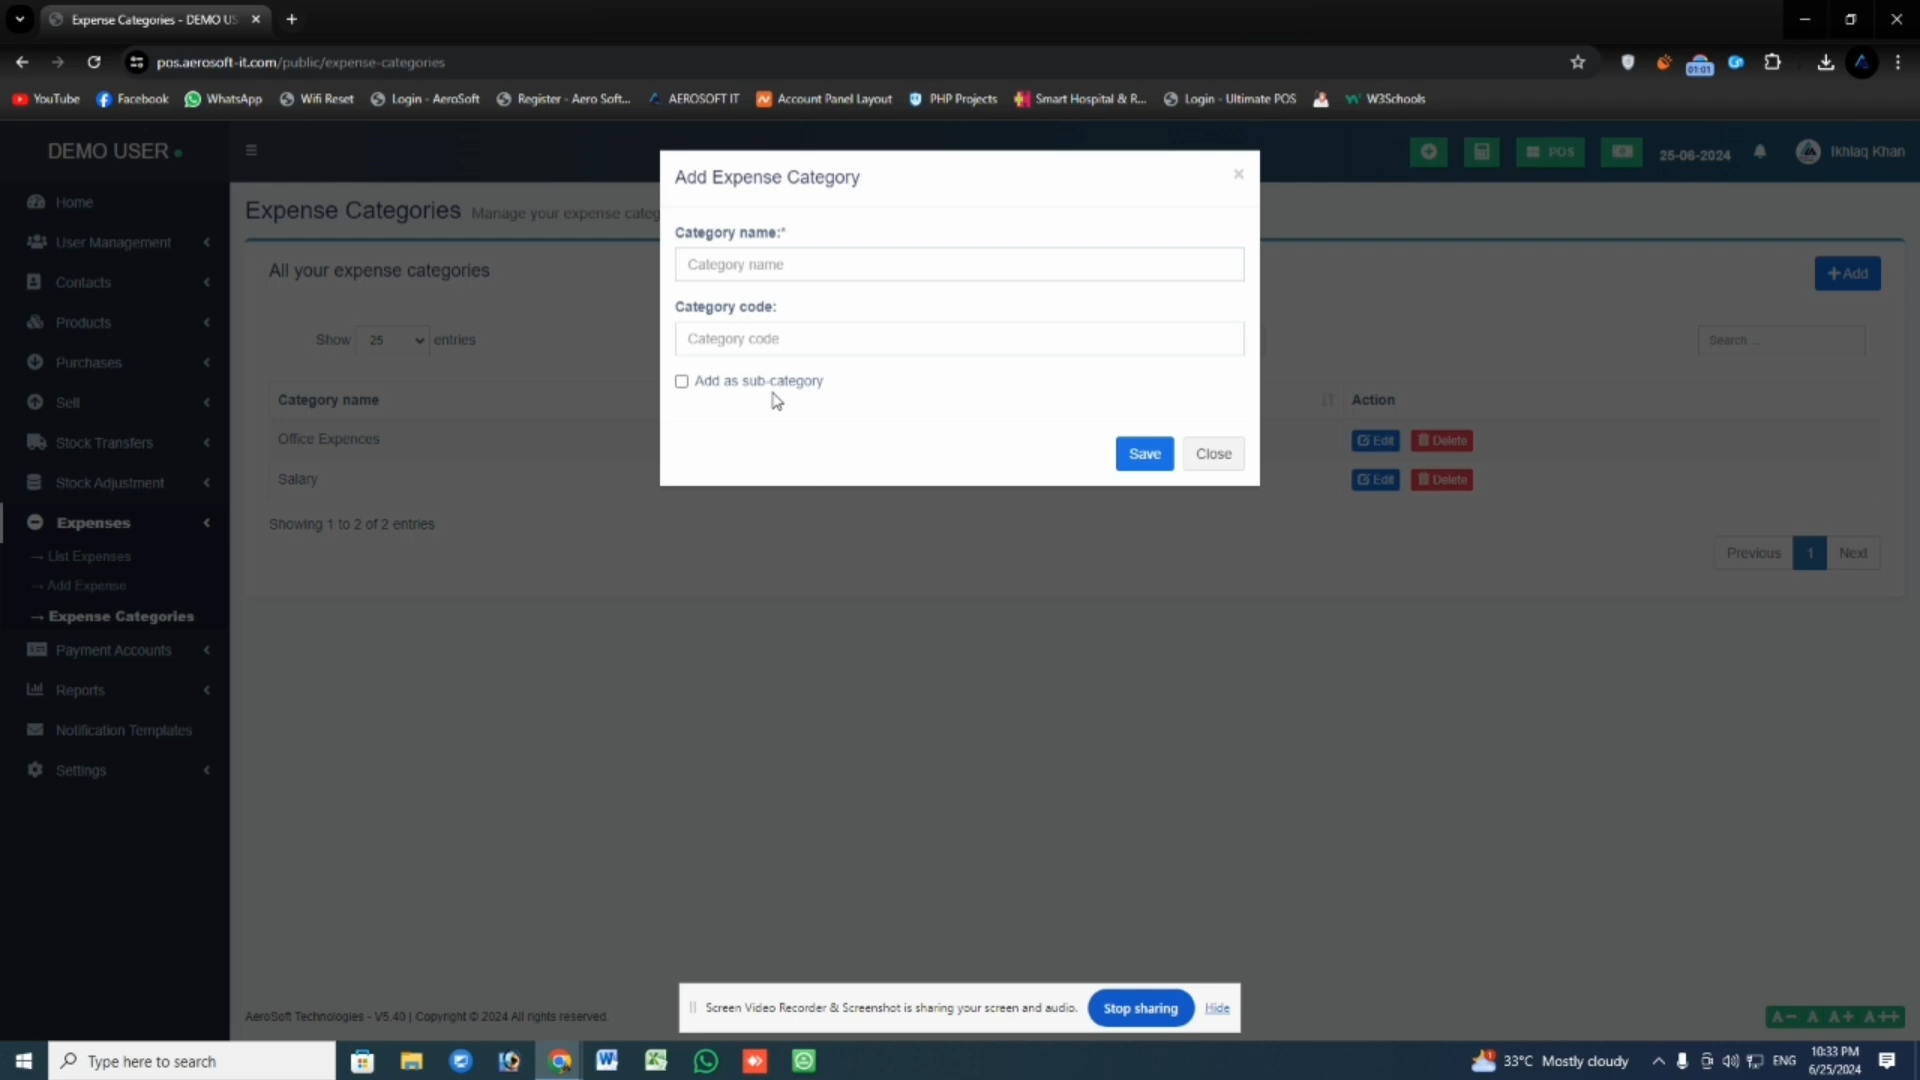 Expense Categories - DEMO US
pos.aerosoft-it.com/public/expense-categories
01:01
YouTube Facebook WhatsApp Wifi Reset Login - AeroSoft Register - Aero Soft... AEROSOFT IT Account Panel Layout PHP Projects Smart Hospital & R... Login - Ultimate POS W3Schools
DEMO USER
POS
25-06-2024
Ikhlaq Khan
Home
User Management
Contacts
Products
Purchases
Sell
Stock Transfers
Stock Adjustment
Expenses
→ List Expenses
→ Add Expense
→ Expense Categories
Payment Accounts
Reports
Notification Templates
Settings
Expense Categories Manage your expense categ
All your expense categories
+ Add
Show 25 entries
Search ...
Category name
Action
Office Expences
Edit Delete
Salary
Edit Delete
Showing 1 to 2 of 2 entries
Previous 1 Next
Add Expense Category
×
Category name:*
Category name
Category code:
Category code
Add as sub-category
Save Close
AeroSoft Technologies - V5.40 | Copyright © 2024 All rights reserved.
A- A A+ A++
Screen Video Recorder & Screenshot is sharing your screen and audio. Stop sharing Hide
Type here to search
33°C Mostly cloudy
ENG
10:33 PM
6/25/2024